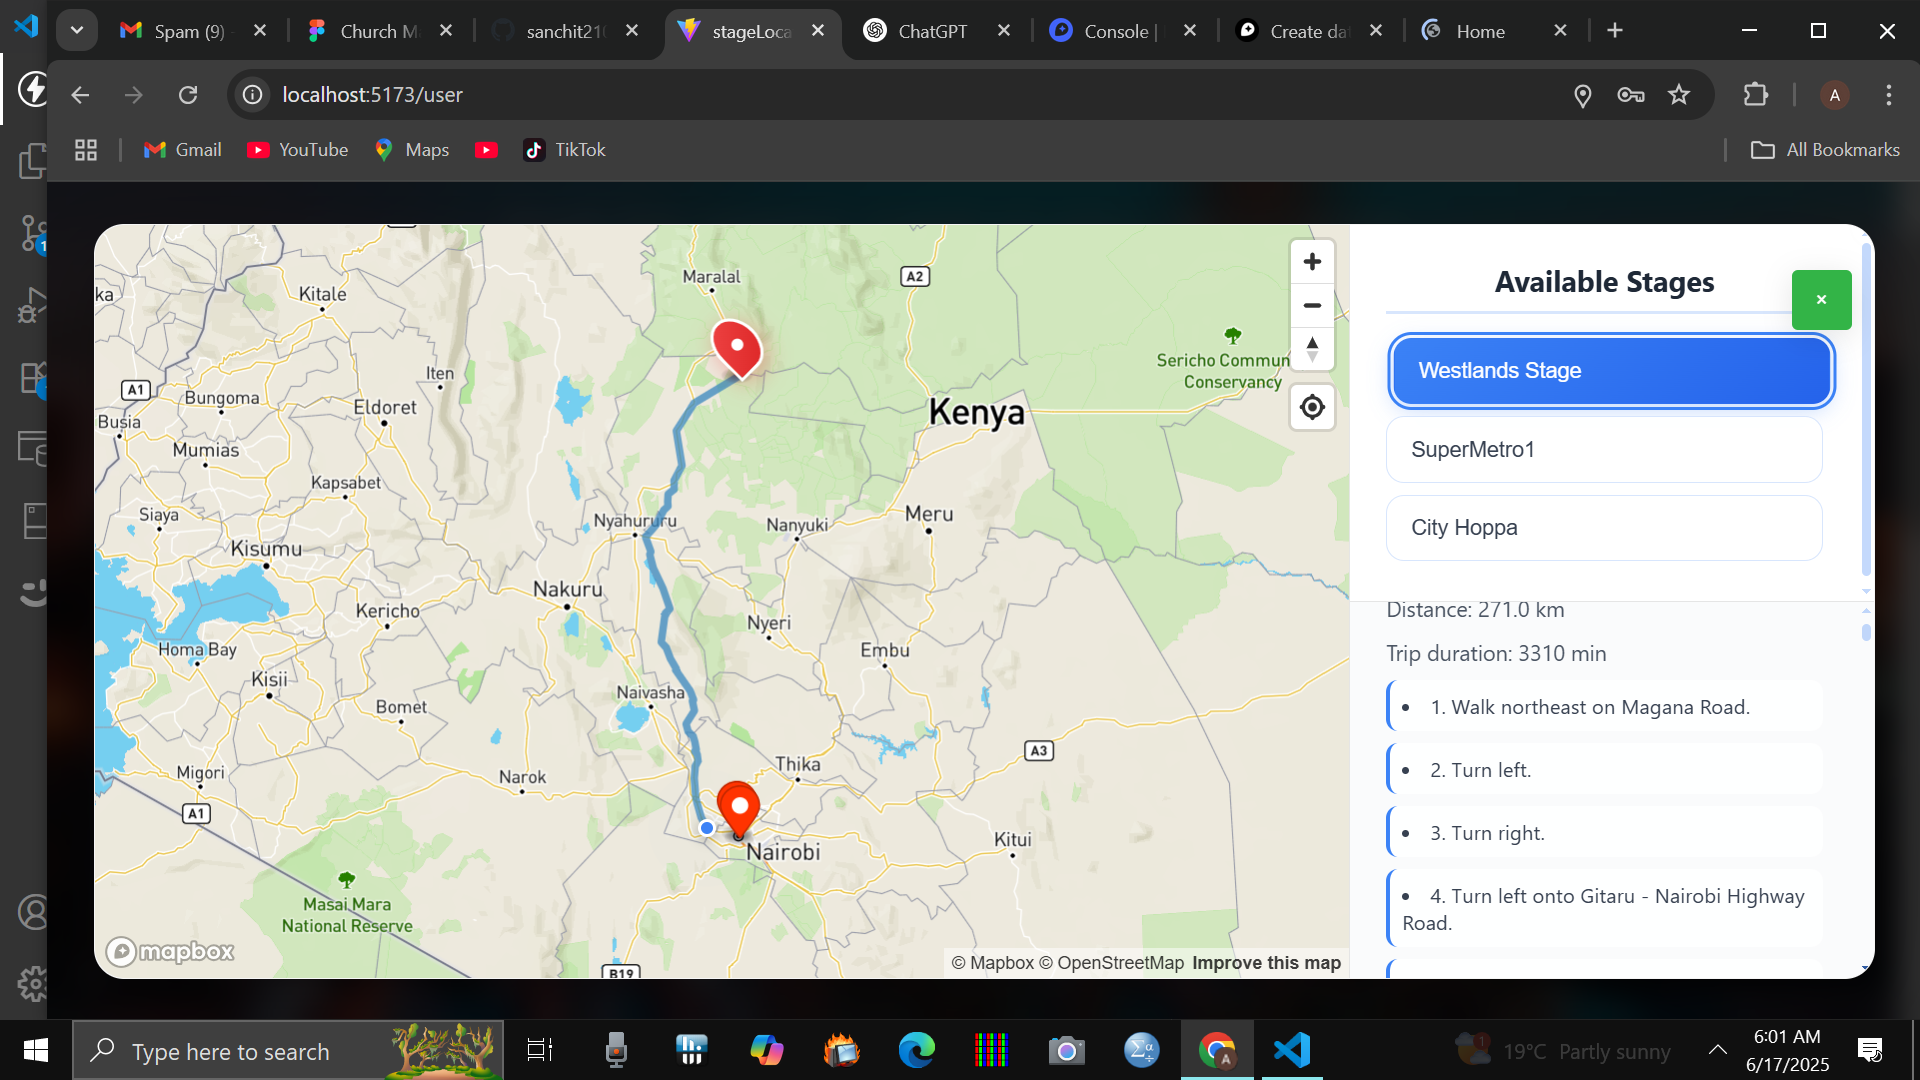 Spam (9)
Church M
sanchit210
stageLoca
ChatGPT
Console |
Create da
Home
localhost:5173/user
A
Gmail
YouTube
Maps
TikTok
All Bookmarks
Maralal
A2
ka
Kitale
Sericho Commun
Conservancy
Iten
A1
Bungoma
Eldoret
Kenya
Busia
Mumias
Kapsabet
Siaya
Nyahururu
Nanyuki
Meru
Kisumu
Nakuru
Kericho
Nyeri
Embu
Homa Bay
Kisii
Naivasha
Bomet
A3
Migori
Narok
Thika
A1
Nairobi
Kitui
Masai Mara
National Reserve
mapbox
B19
© Mapbox © OpenStreetMap Improve this map
Available Stages
×
Westlands Stage
SuperMetro1
City Hoppa
Distance: 271.0 km
Trip duration: 3310 min
• 1. Walk northeast on Magana Road.
• 2. Turn left.
• 3. Turn right.
• 4. Turn left onto Gitaru - Nairobi Highway
Road.
Type here to search
19°C Partly sunny
6:01 AM
6/17/2025